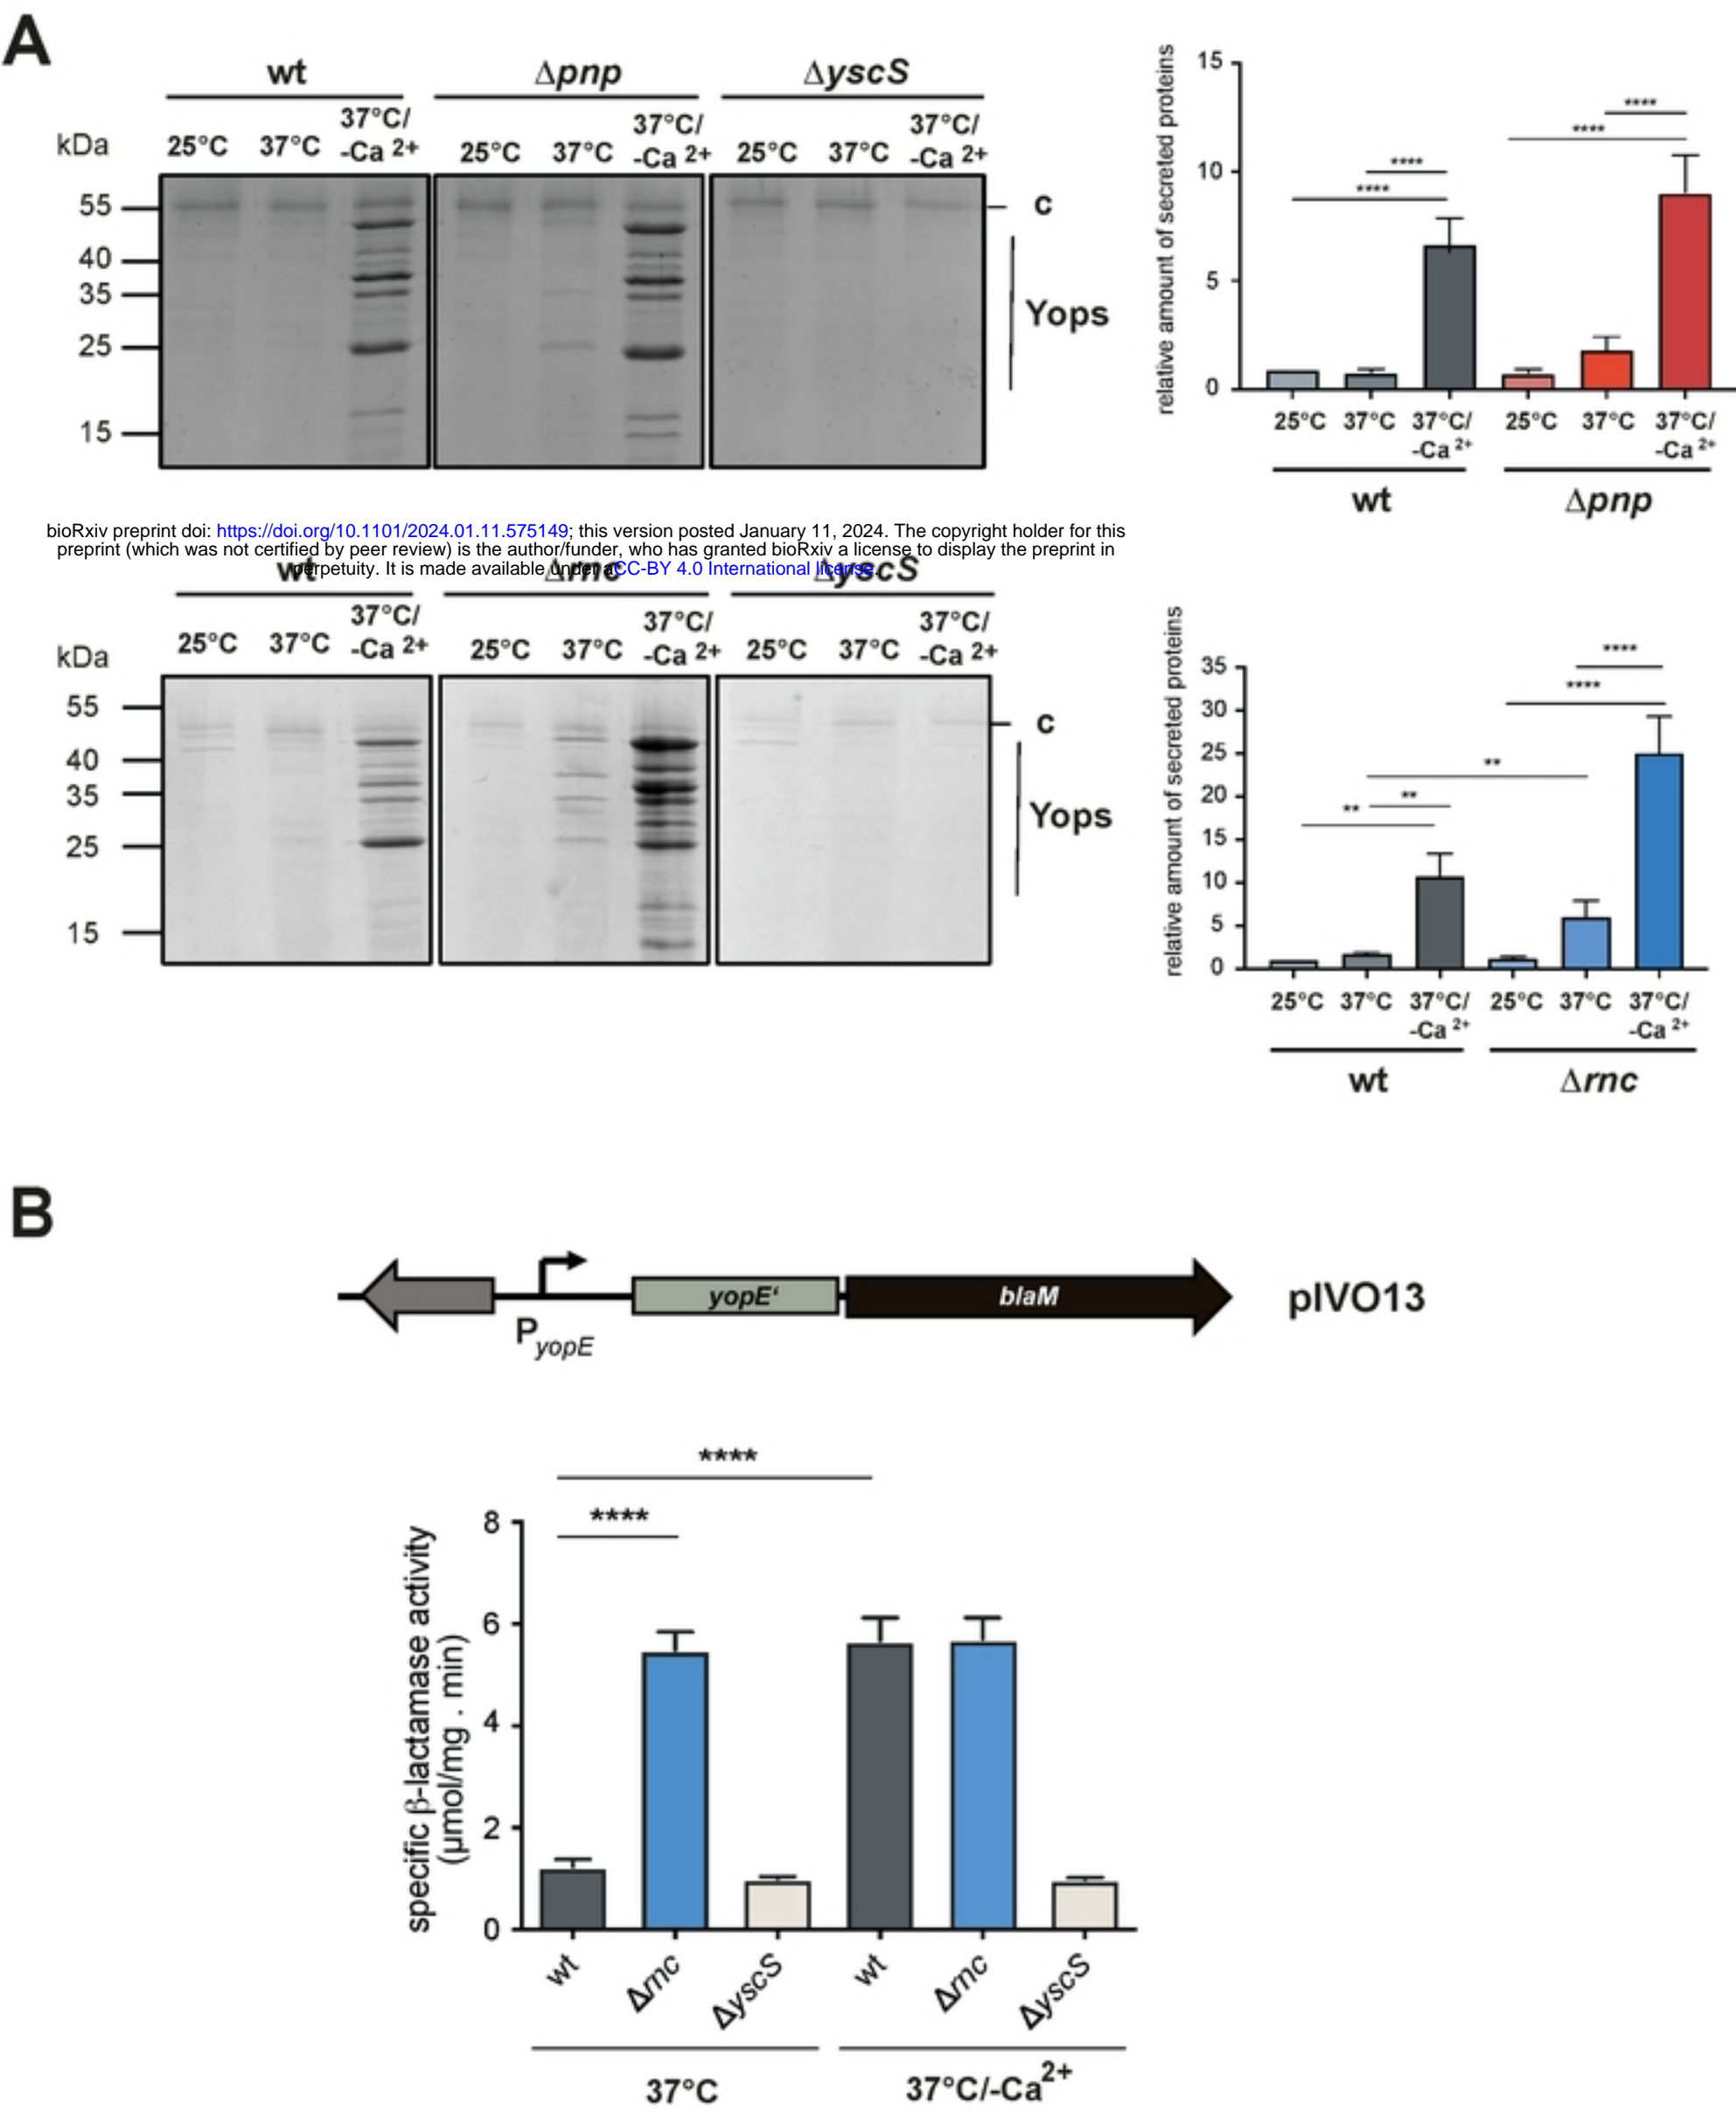 A
wt Δpnp ΔyscS
kDa 25°C 37°C 37°C/ -Ca 2+ 25°C 37°C 37°C/ -Ca 2+ 25°C 37°C 37°C/ -Ca 2+
55
40
35
25
15
c
Yops
relative amount of secreted proteins
15
10
5
0
****
****
****
****
25°C 37°C 37°C/ -Ca 2+ 25°C 37°C 37°C/ -Ca 2+
wt Δpnp
bioRxiv preprint doi: https://doi.org/10.1101/2024.01.11.575149; this version posted January 11, 2024. The copyright holder for this
preprint (which was not certified by peer review) is the author/funder, who has granted bioRxiv a license to display the preprint in
perpetuity. It is made available under aCC-BY 4.0 International license.
wt Δrnc ΔyscS
kDa 25°C 37°C 37°C/ -Ca 2+ 25°C 37°C 37°C/ -Ca 2+ 25°C 37°C 37°C/ -Ca 2+
55
40
35
25
15
c
Yops
relative amount of secreted proteins
35
30
25
20
15
10
5
0
****
****
**
**
**
25°C 37°C 37°C/ -Ca 2+ 25°C 37°C 37°C/ -Ca 2+
wt Δrnc
B
yopE‘ blaM pIVO13
PyopE
****
****
specific β-lactamase activity
(µmol/mg . min)
8
6
4
2
0
wt Δrnc ΔyscS wt Δrnc ΔyscS
37°C 37°C/-Ca2+